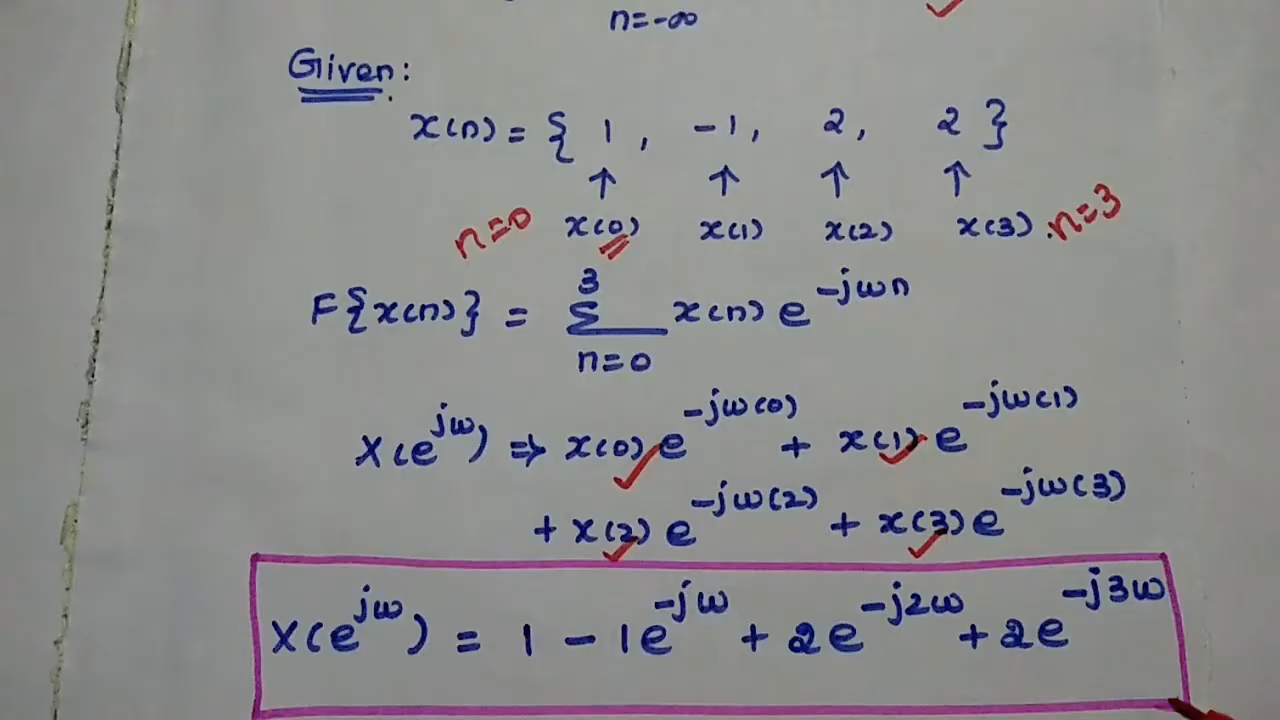 n=-∞
Given:
x(n) = { 1, -1, 2, 2 }
↑ ↑ ↑ ↑
n=0 x(0) x(1) x(2) x(3). n=3
3
F{x(n)} = Σ x(n) e^-jωn
n=0
X(e^jω) ⇒ x(0) e^-jω(0) + x(1) e^-jω(1)
+ x(2) e^-jω(2) + x(3) e^-jω(3)
X(e^jω) = 1 - 1e^-jω + 2e^-j2ω + 2e^-j3ω